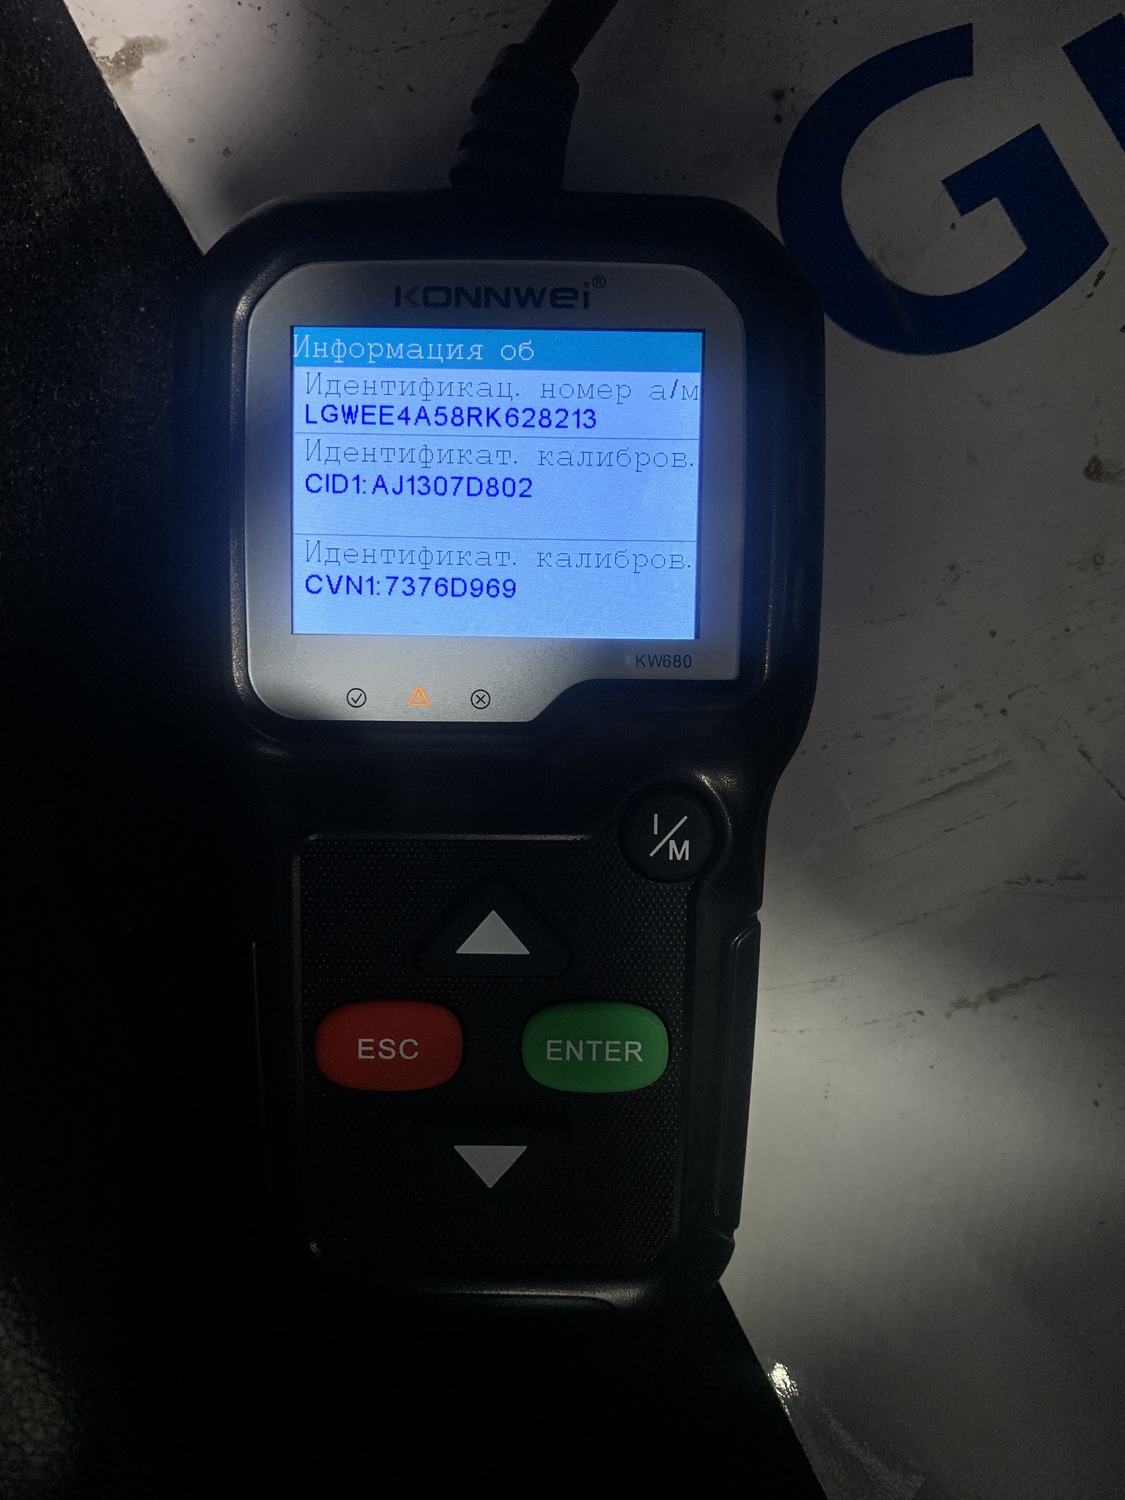 KONNWEI®
Информация об
Идентификац. номер а/м
LGWEE4A58RK628213
Идентификат. калибров.
CID1:AJ1307D802
Идентификат. калибров.
CVN1:7376D969
KW680
I/M
ESC
ENTER
G